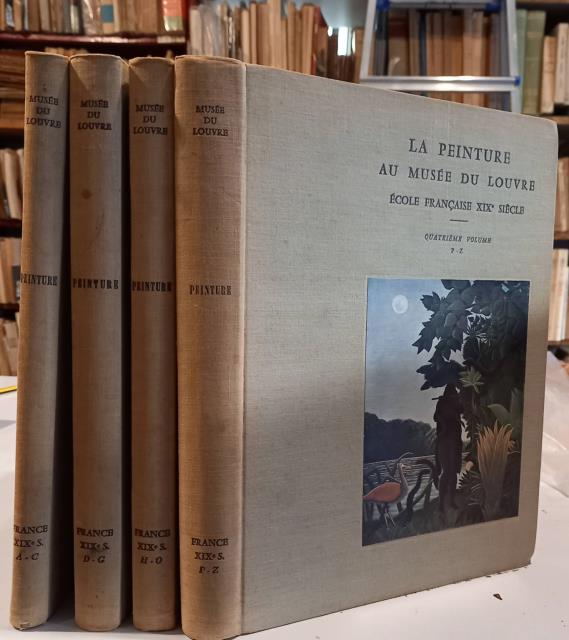 MUSÉE
DU
LOUVRE
PEINTURE
FRANCE
XIXe S.
A-C
MUSÉE
DU
LOUVRE
PEINTURE
FRANCE
XIXe S.
D-G
MUSÉE
DU
LOUVRE
PEINTURE
FRANCE
XIXe S.
H-O
MUSÉE
DU
LOUVRE
PEINTURE
FRANCE
XIXe S.
P-Z
LA PEINTURE
AU MUSÉE DU LOUVRE
ÉCOLE FRANÇAISE XIXe SIÈCLE
QUATRIÈME VOLUME
P-Z